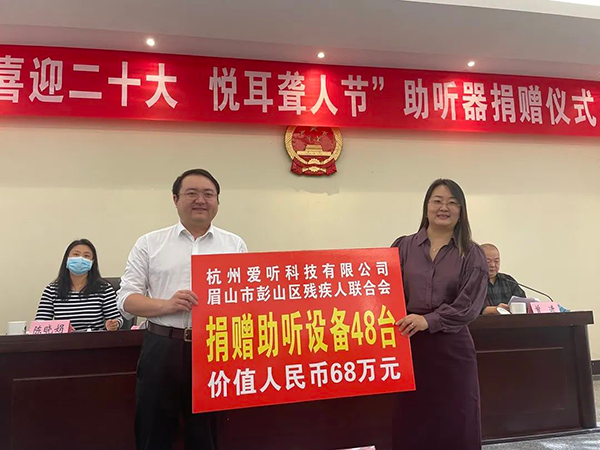 喜迎二十大 悦耳聋人节”助听器捐赠仪式
杭州爱听科技有限公司
眉山市彭山区残疾人联合会
捐赠助听设备48台
价值人民币68万元
陈晓娟